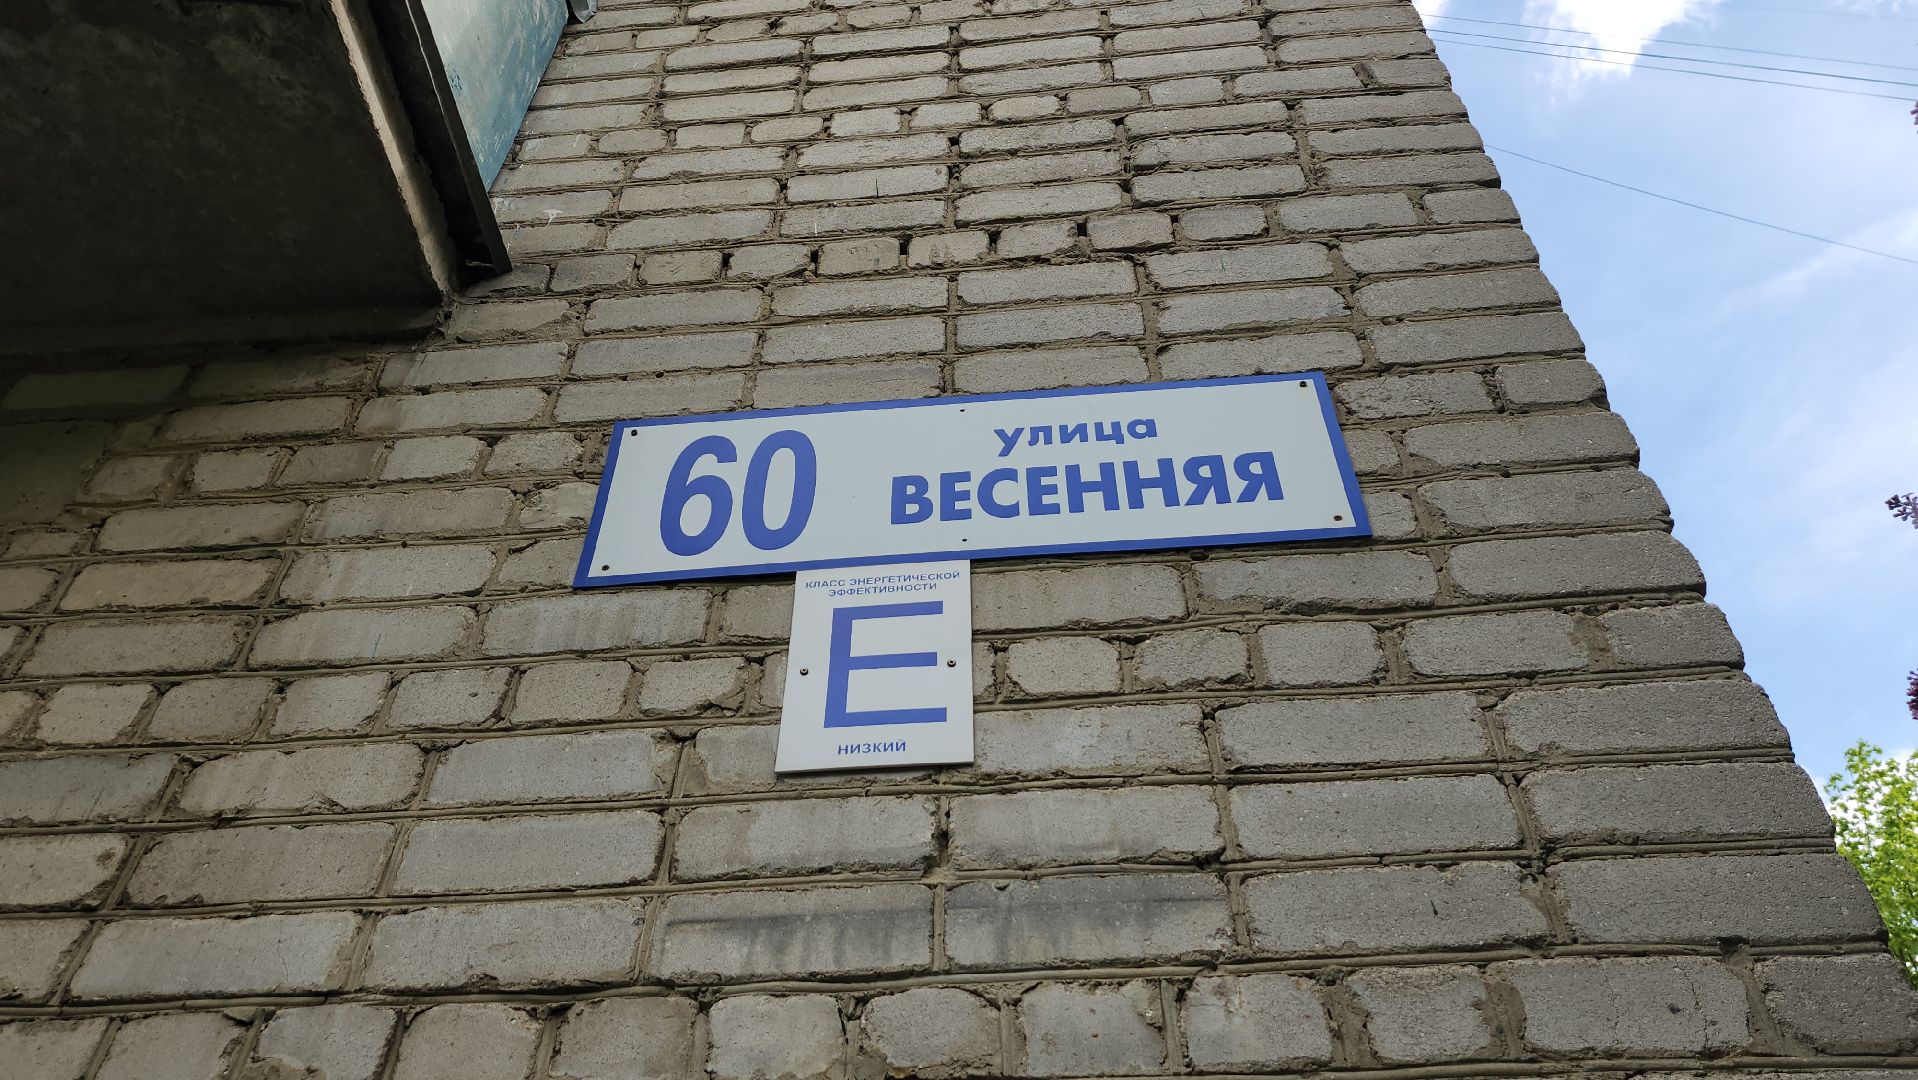 60
улица
ВЕСЕННЯЯ
КЛАСС ЭНЕРГЕТИЧЕСКОЙ
ЭФФЕКТИВНОСТИ
E
НИЗКИЙ